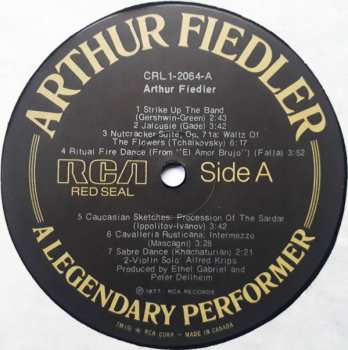 ARTHUR FIEDLER
CRL1-2064-A
Arthur Fiedler
1 Strike Up The Band
(Gershwin-Green) 2:43
2 Jalousie (Gade) 3:42
3 Nutcracker Suite, Op. 71a: Waltz Of
The Flowers (Tchaikovsky) 6:37
4 Ritual Fire Dance (From "El Amor Brujo") (Falla) 3:52
RCA
RED SEAL
Side A
5 Caucasian Sketches: Procession Of The Sardar
(Ippolitov-Ivanov) 3:42
6 Cavalleria Rusticana: Intermezzo
(Mascagni) 3:28
7 Sabre Dance (Khachaturian) 2:21
2-Violin Solo: Alfred Krips
Produced by Ethel Gabriel and
Peter Dellheim
℗ 1977, RCA RECORDS
TM(s) ® RCA CORP. - MADE IN CANADA
A LEGENDARY PERFORMER